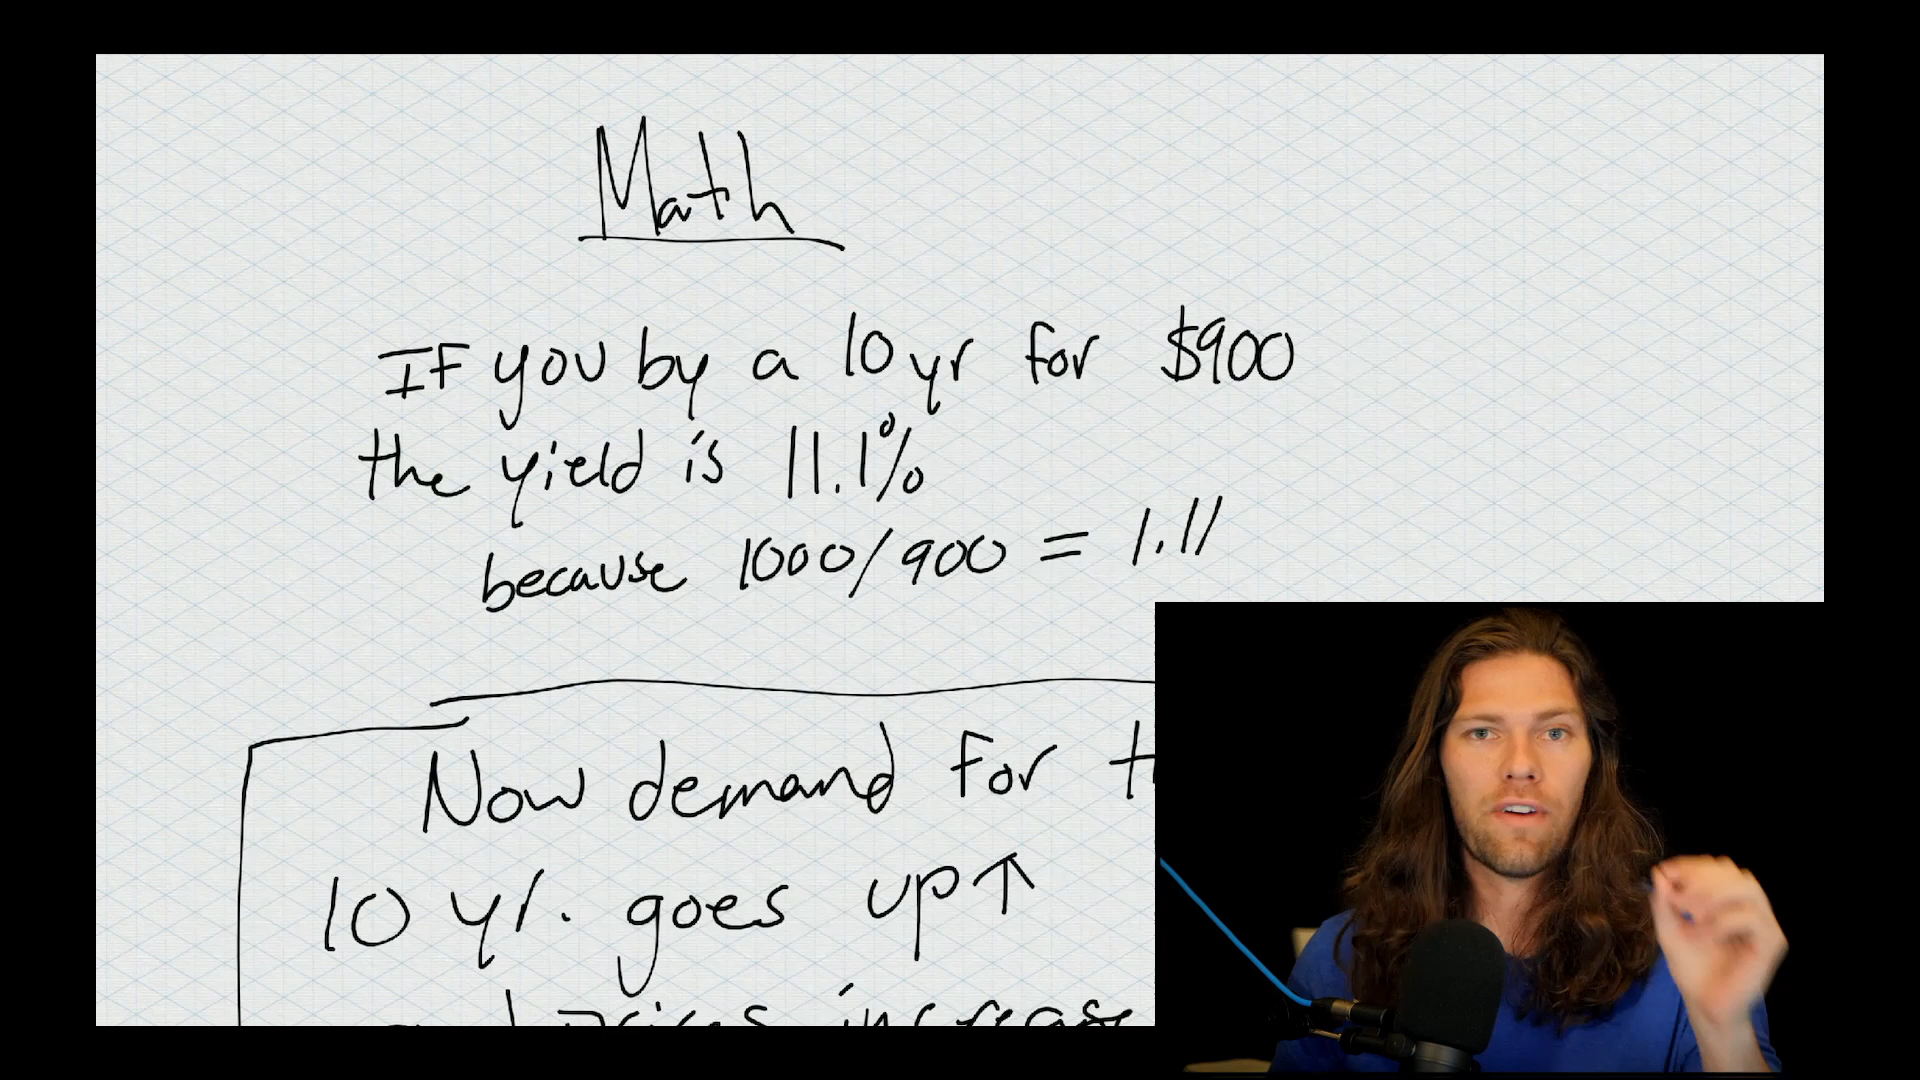 Math
IF you by a 10 yr for $900
the yield is 11.1%
because 1000/900 = 1.11
Now demand for
10 yr. goes up↑
increase